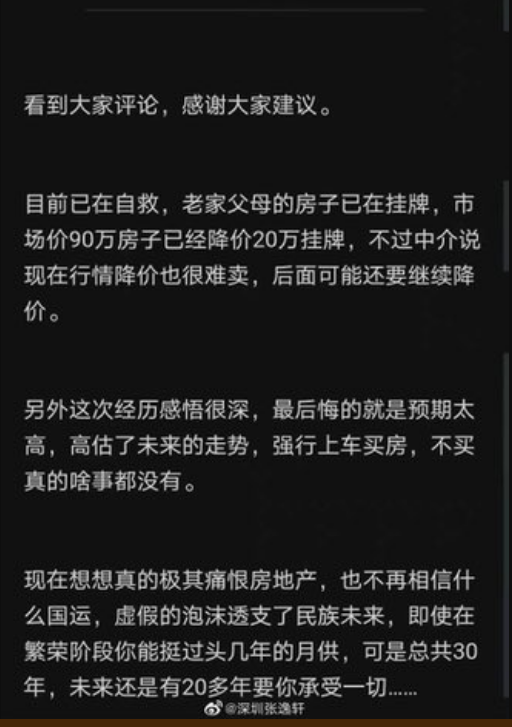 看到大家评论，感谢大家建议。
目前已在自救，老家父母的房子已在挂牌，市
场价90万房子已经降价20万挂牌，不过中介说
现在行情降价也很难卖，后面可能还要继续降
价。
另外这次经历感悟很深，最后悔的就是预期太
高，高估了未来的走势，强行上车买房，不买
真的啥事都没有。
现在想想真的极其痛恨房地产，也不再相信什
么国运，虚假的泡沫透支了民族未来，即使在
繁荣阶段你能挺过头几年的月供，可是总共30
年，未来还是有20多年要你承受一切......
@深圳张逸轩